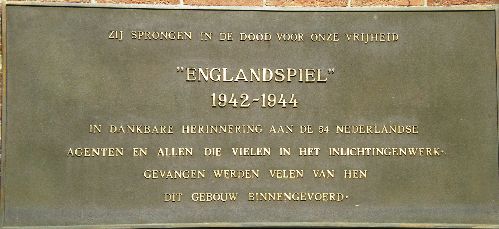 ZIJ SPRONGEN IN DE DOOD VOOR ONZE VRIJHEID
"ENGLANDSPIEL"
1942-1944
IN DANKBARE HERINNERING AAN DE 54 NEDERLANDSE
AGENTEN EN ALLEN DIE VIELEN IN HET INLICHTINGENWERK.
GEVANGEN WERDEN VELEN VAN HEN
DIT GEBOUW BINNENGEVOERD.